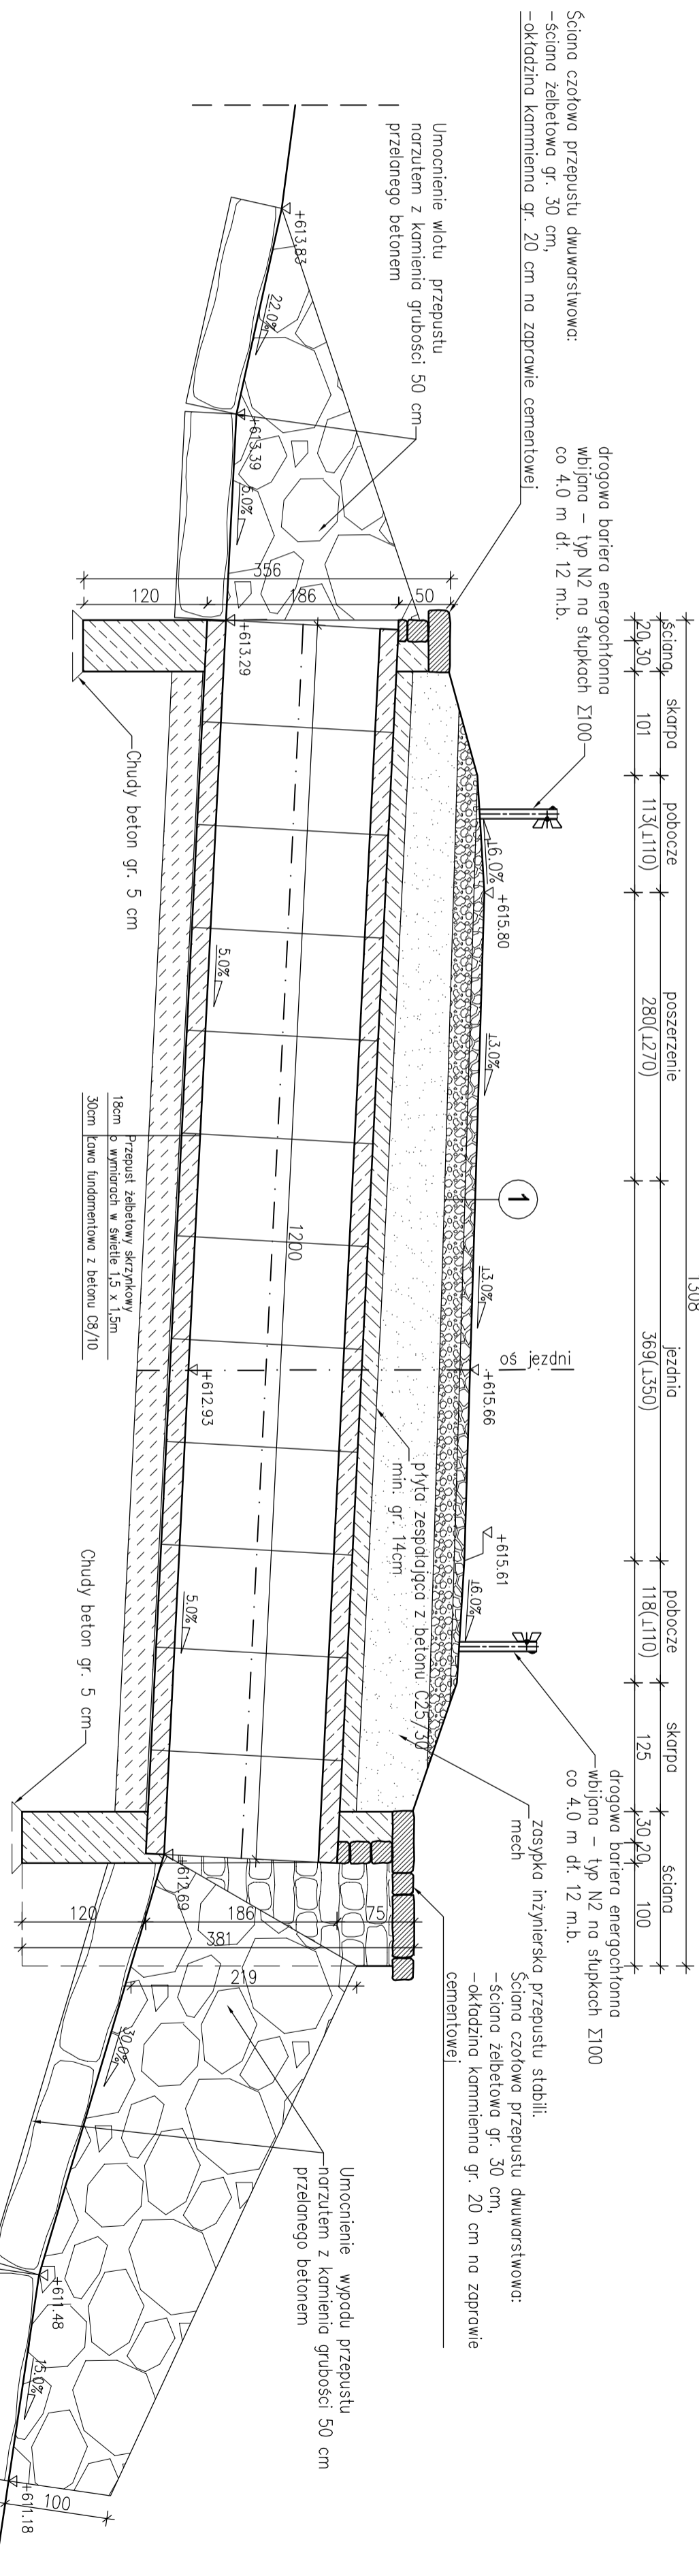 Ściana czołowa przepustu dwuwarstwowa:
-ściana żelbetowa gr. 30 cm,
-okładzina kammienna gr. 20 cm na zaprawie cementowej
drogowa bariera energochłonna
wbijana - typ N2 na słupkach Σ100
co 4.0 m dł. 12 m.b.
Umocnienie wlotu przepustu
narzutem z kamienia grubości 50 cm
przelanego betonem
1308
ściana
skarpa
pobocze
poszerzenie
jezdnia
pobocze
skarpa
ściana
20
30
101
113(⊥110)
280(⊥270)
369(⊥350)
118(⊥110)
125
30
20
100
+613.83
22.0%
+613.39
5.0%
+613.29
356
120
186
50
⊥6.0%
+615.80
⊥3.0%
1
⊥3.0%
oś jezdni
+615.66
+615.61
⊥6.0%
Chudy beton gr. 5 cm
5.0%
1200
Przepust żelbetowy skrzynkowy
18cm o wymiarach w świetle 1,5 x 1,5m
30cm Ława fundamentowa z betonu C8/10
+612.93
płyta zespalająca z betonu C25/30
min. gr. 14cm
5.0%
Chudy beton gr. 5 cm
drogowa bariera energochłonna
wbijana - typ N2 na słupkach Σ100
co 4.0 m dł. 12 m.b.
zasypka inżynierska przepustu stabili.
mech
Ściana czołowa przepustu dwuwarstwowa:
-ściana żelbetowa gr. 30 cm,
-okładzina kammienna gr. 20 cm na zaprawie
cementowej
+612.69
120
186
75
381
219
30.0%
Umocnienie wypadu przepustu
narzutem z kamienia grubości 50 cm
przelanego betonem
+611.48
15.0%
+611.18
100